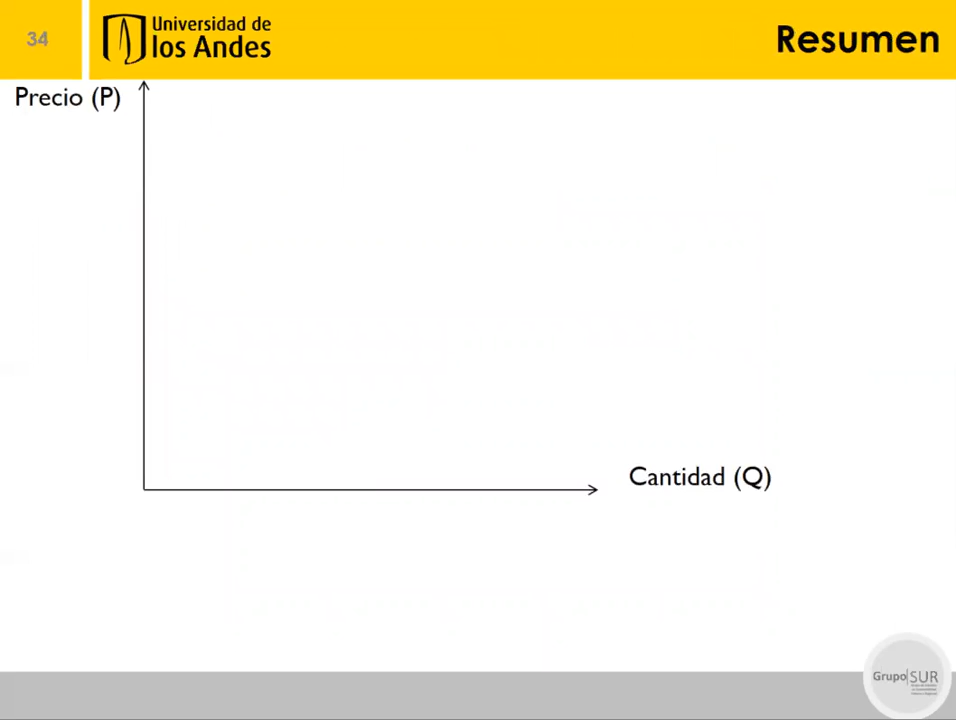 34
Universidad de
los Andes
Resumen
Precio (P)
Cantidad (Q)
Grupo|SUR